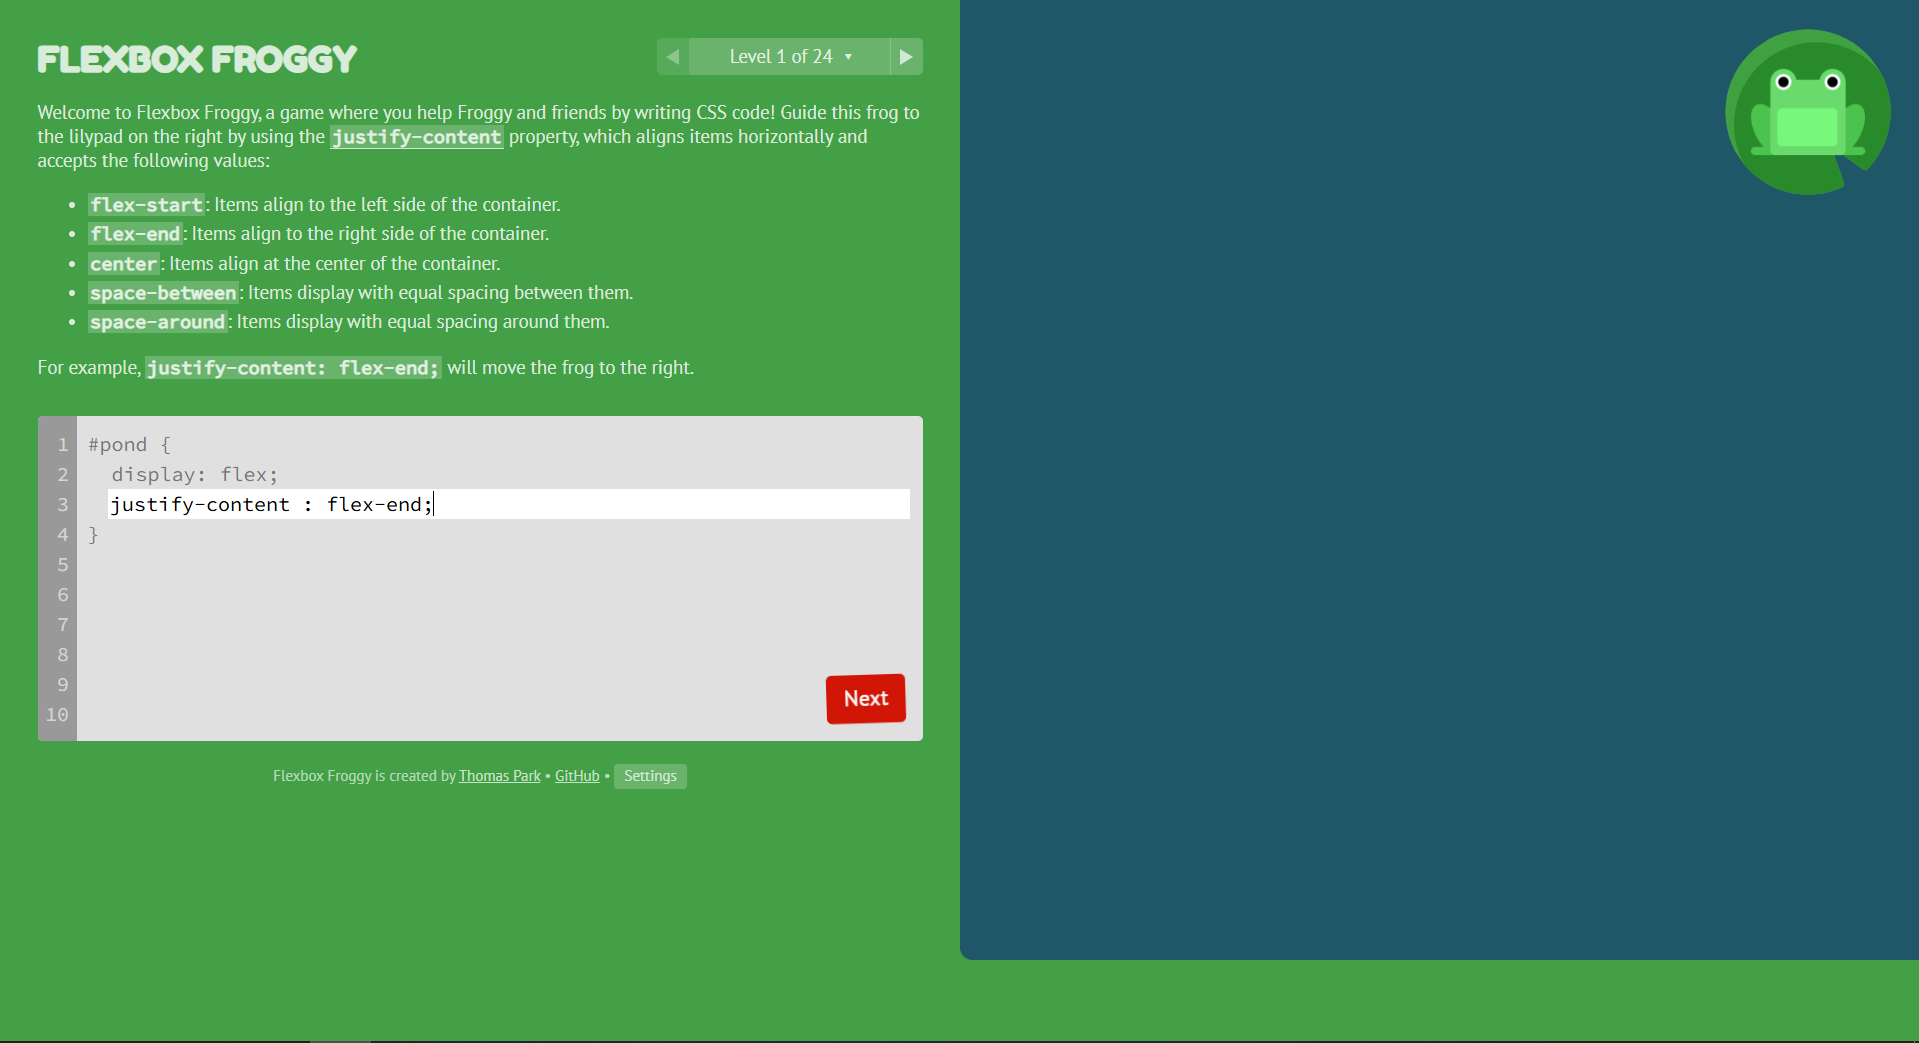 FLEXBOX FROGGY
◀ Level 1 of 24 ▾ ▶
Welcome to Flexbox Froggy, a game where you help Froggy and friends by writing CSS code! Guide this frog to
the lilypad on the right by using the justify-content property, which aligns items horizontally and
accepts the following values:
• flex-start: Items align to the left side of the container.
• flex-end: Items align to the right side of the container.
• center: Items align at the center of the container.
• space-between: Items display with equal spacing between them.
• space-around: Items display with equal spacing around them.
For example, justify-content: flex-end; will move the frog to the right.
1 #pond {
2 display: flex;
3 justify-content : flex-end;
4 }
5
6
7
8
9
10
Next
Flexbox Froggy is created by Thomas Park • GitHub • Settings